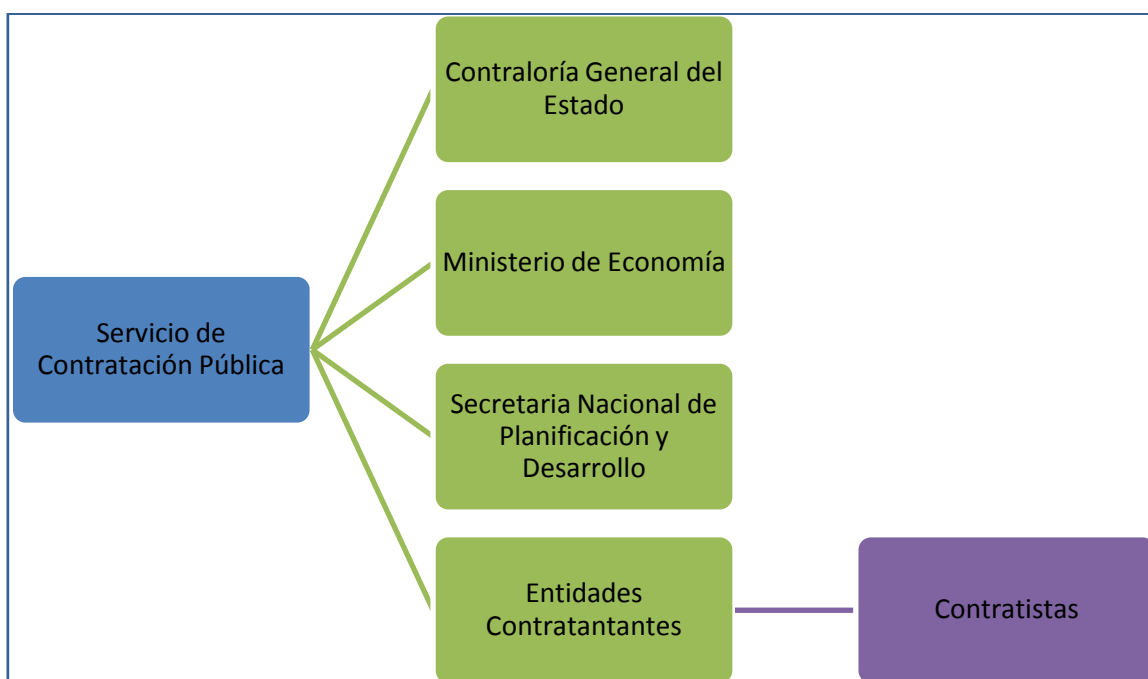 Contraloría General del
Estado
Ministerio de Economía
Servicio de
Contratación Pública
Secretaria Nacional de
Planificación y
Desarrollo
Entidades
Contratantantes
Contratistas